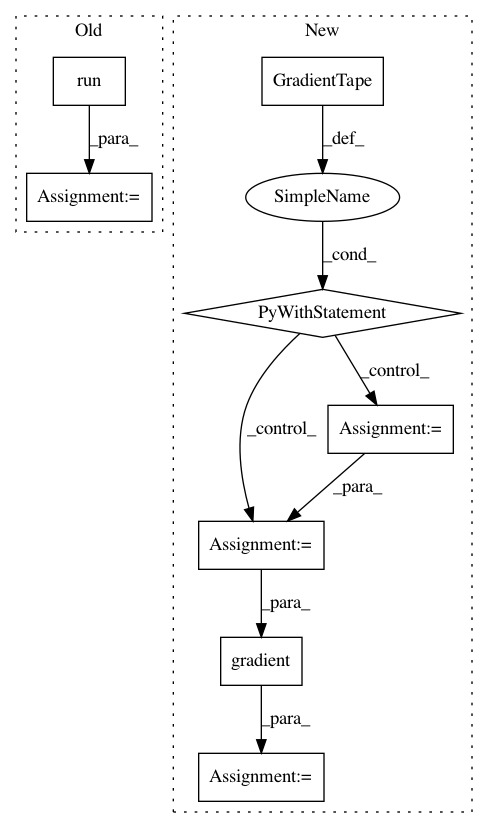 Old
New
run
GradientTape
_para_
_def_
Assignment:=
SimpleName
_cond_
PyWithStatement
_control_
_control_
Assignment:=
_para_
Assignment:=
_para_
gradient
_para_
Assignment:=